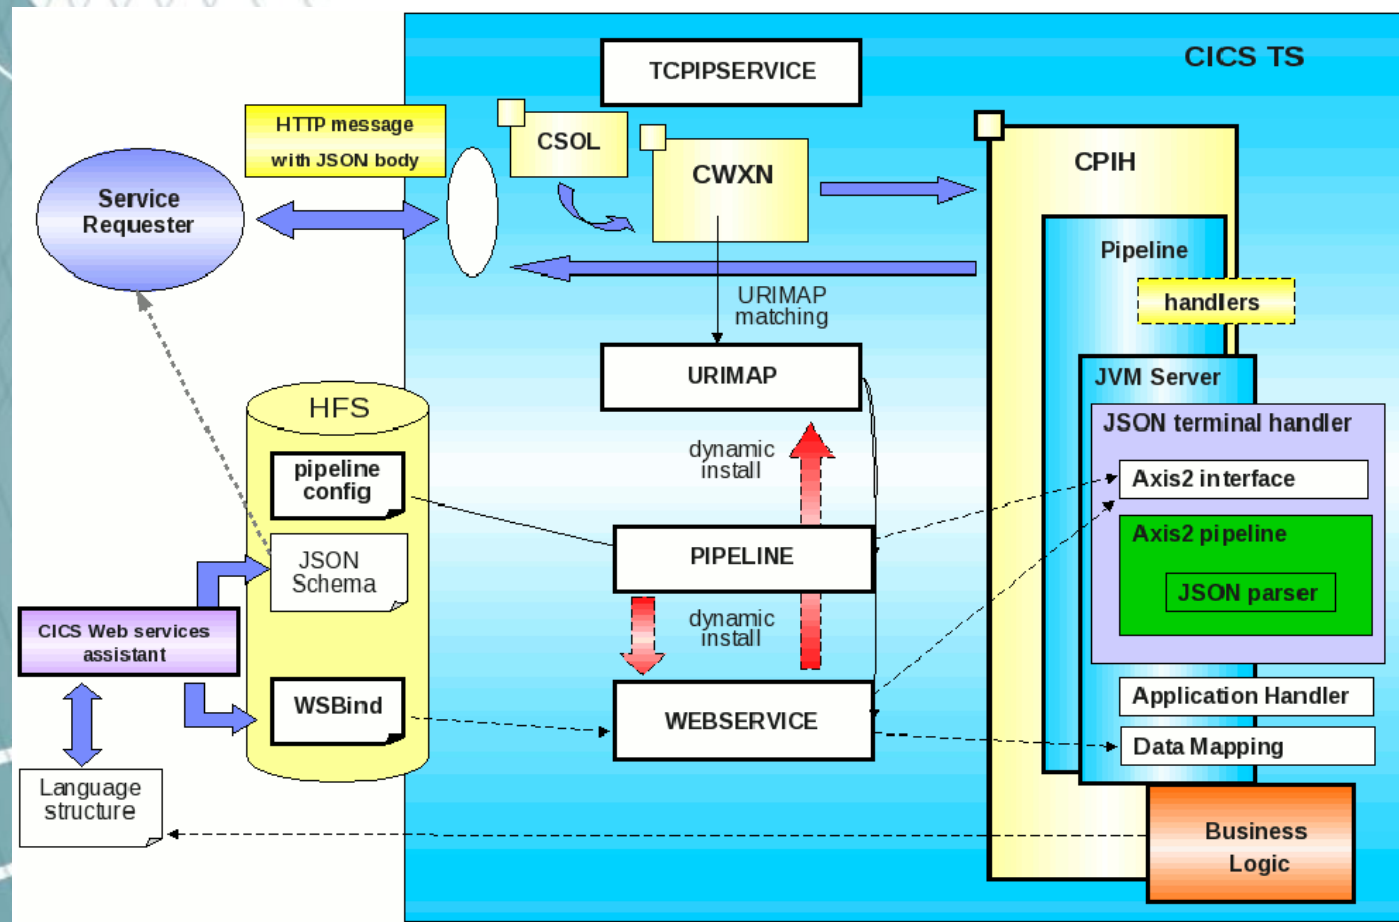 CICS TS
TCPIPSERVICE
HTTP message
with JSON body
CSOL
CWXN
CPIH
Service
Requester
Pipeline
handlers
URIMAP
matching
URIMAP
JVM Server
HFS
JSON terminal handler
pipeline
config
dynamic
install
Axis2 interface
PIPELINE
Axis2 pipeline
JSON
Schema
JSON parser
CICS Web services
assistant
dynamic
install
WSBind
WEBSERVICE
Application Handler
Data Mapping
Language
structure
Business
Logic